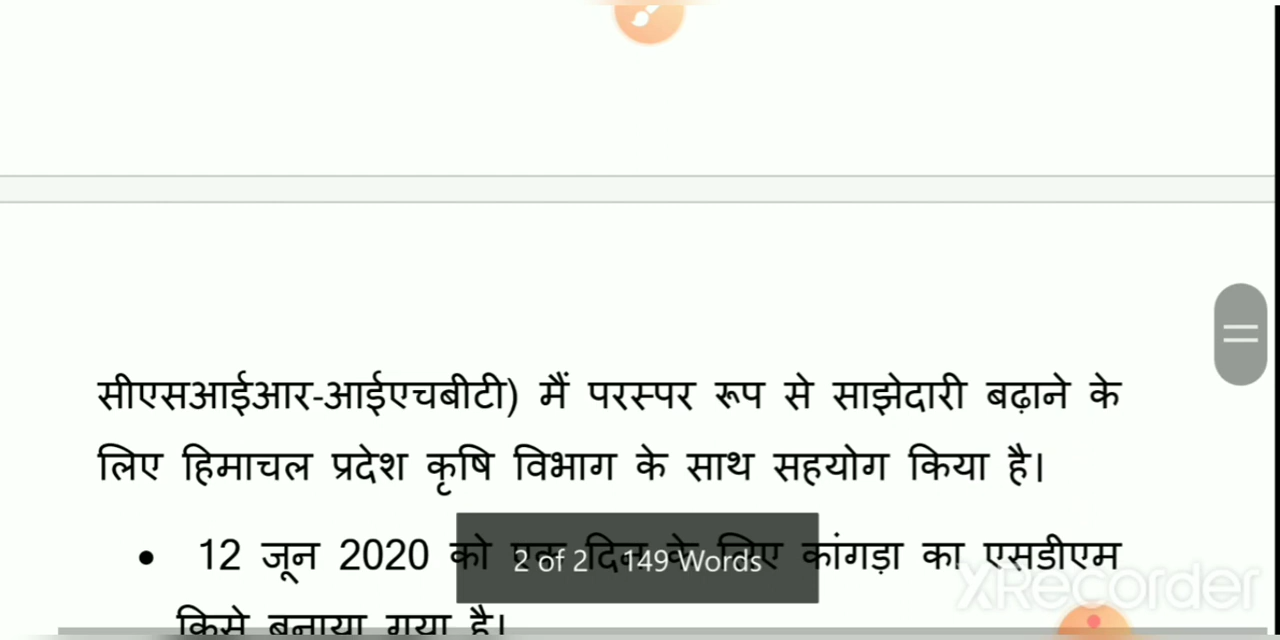 सीएसआईआर-आईएचबीटी) मैं परस्पर रूप से साझेदारी बढ़ाने के
लिए हिमाचल प्रदेश कृषि विभाग के साथ सहयोग किया है।
• 12 जून 2020 को एक दिन के लिए कांगड़ा का एसडीएम
2 of 2 149 Words
XRecorder
किसे बनाया गया है।